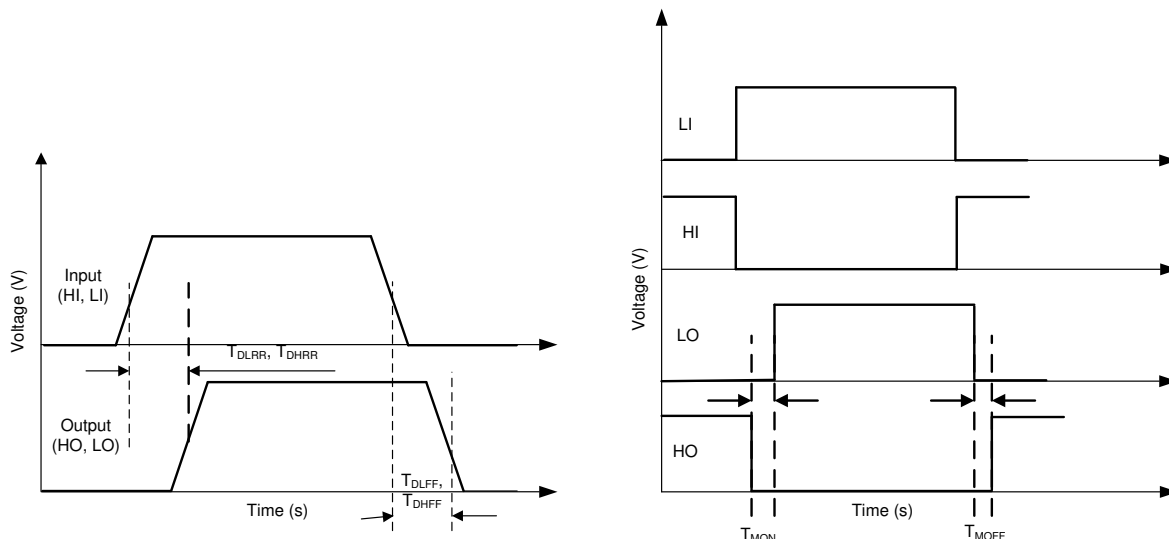 Voltage (V)
Input
(HI, LI)
T_DLRR, T_DHRR
Output
(HO, LO)
T_DLFF,
T_DHFF
Time (s)
Voltage (V)
LI
HI
LO
HO
T_MON
Time (s)
T_MOFF